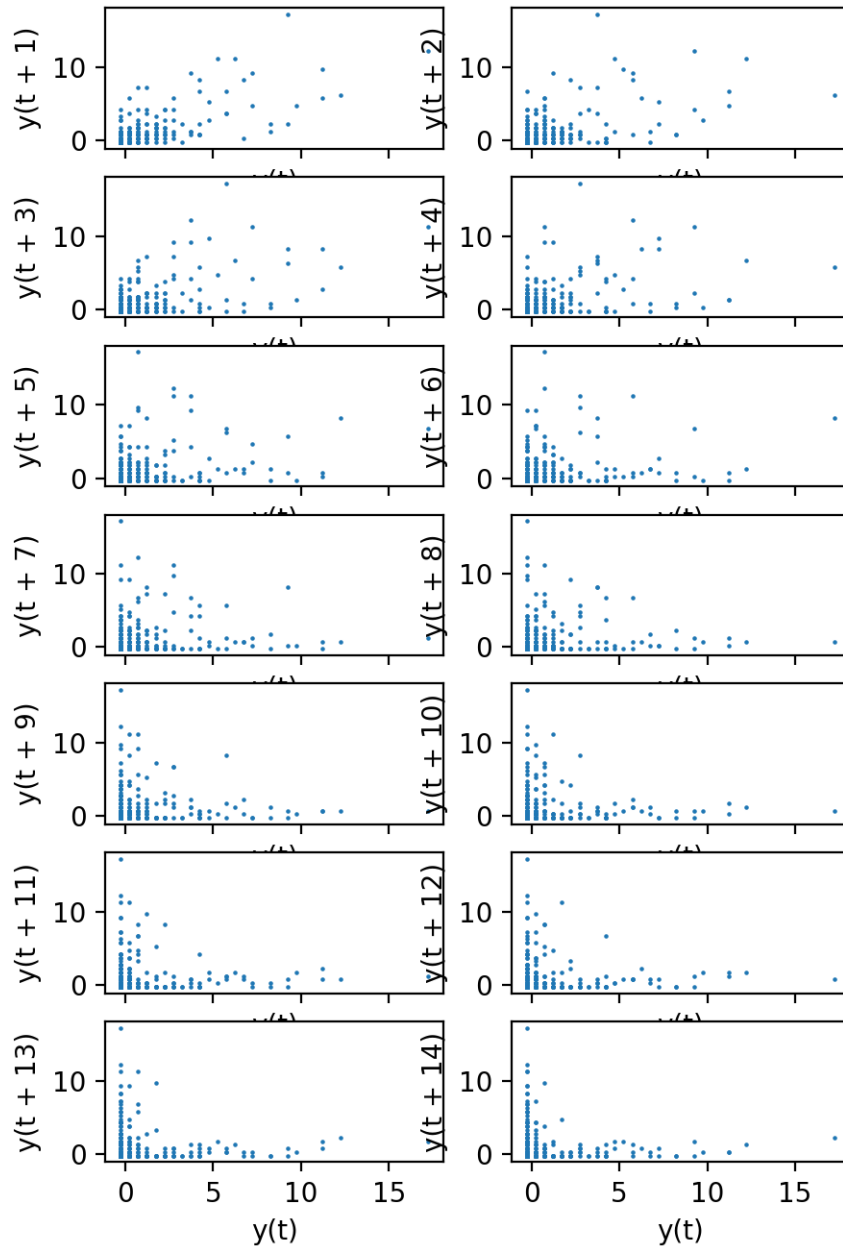 y(t + 1)
10
0
y(t)
y(t + 2)
10
0
y(t)
y(t + 3)
10
0
y(t)
y(t + 4)
10
0
y(t)
y(t + 5)
10
0
y(t)
y(t + 6)
10
0
y(t)
y(t + 7)
10
0
y(t)
y(t + 8)
10
0
y(t)
y(t + 9)
10
0
y(t)
y(t + 10)
10
0
y(t)
y(t + 11)
10
0
y(t)
y(t + 12)
10
0
y(t)
y(t + 13)
10
0
0 5 10 15
y(t)
y(t + 14)
10
0
0 5 10 15
y(t)